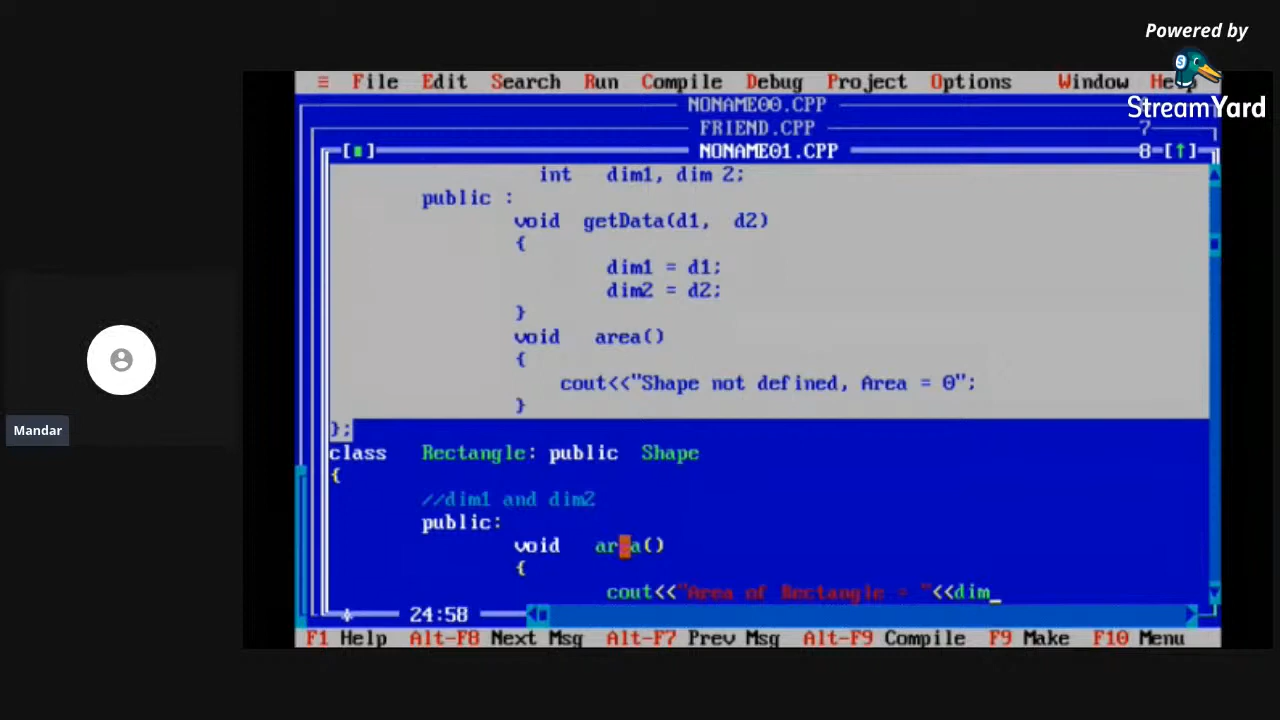 Powered by
StreamYard
≡ File Edit Search Run Compile Debug Project Options Window Help
NONAME00.CPP
FRIEND.CPP 7
[■] NONAME01.CPP 8 [↑]
int dim1, dim 2;
public :
void getData(d1, d2)
{
dim1 = d1;
dim2 = d2;
}
void area()
{
cout<<"Shape not defined, Area = 0";
}
};
class Rectangle: public Shape
{
//dim1 and dim2
public:
void area()
{
cout<<"Area of Rectangle = "<<dim_
24:58
F1 Help Alt-F8 Next Msg Alt-F7 Prev Msg Alt-F9 Compile F9 Make F10 Menu
Mandar